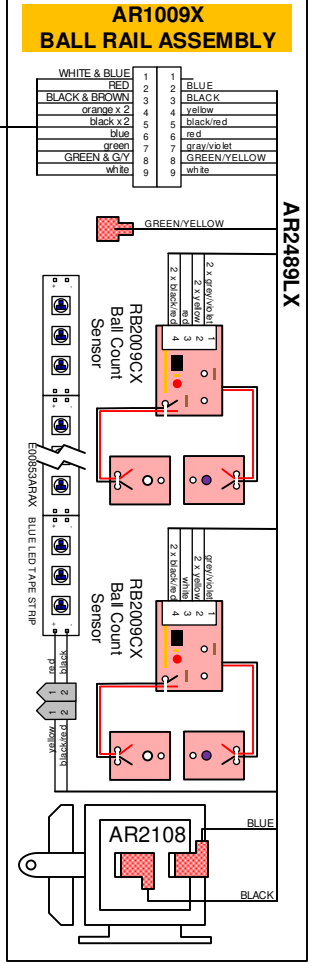 AR1009X
BALL RAIL ASSEMBLY
WHITE & BLUE 1 1
RED 2 2 BLUE
BLACK & BROWN 3 3 BLACK
orange x 2 4 4 yellow
black x 2 5 5 black/red
blue 6 6 red
green 7 7 gray/violet
GREEN & G/Y 8 8 GREEN/YELLOW
white 9 9 white
AR2489LX
GREEN/YELLOW
2 x grey/violet
2 x yellow
red
2 x black/red
1
2
3
4
RB2009CX
Ball Count
Sensor
E00853ARAX BLUE LED TAPE STRIP
grey/violet
2 x yellow
white
2 x black/red
1
2
3
4
RB2009CX
Ball Count
Sensor
black
red
2
1
2
1
black/red
yellow
AR2108
BLUE
BLACK